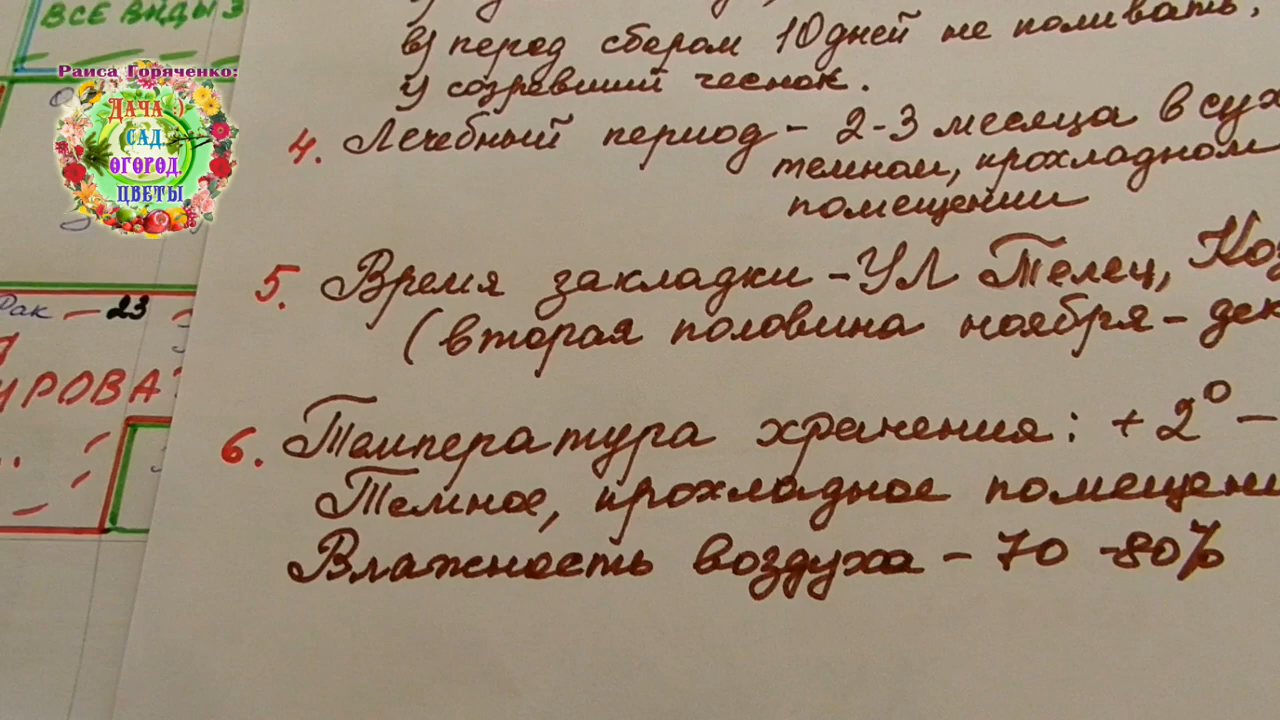 ВСЕ ВИДЫ З
Раиса Горяченко:
Дача :)
САД.
ОГОРОД.
ЦВЕТЫ
Рак - 23
УРОВА
в) перед сбором 10 дней не поливать,
г) созревший чеснок.
4. Лечебный период - 2-3 месяца в сух
темном, прохладном
помещении
5. Время закладки - УЛ Телец, Коз
(вторая половина ноября - дек
6. Температура хранения: +2° -
Темное, прохладное помещени
Влажность воздуха - 70 - 80%